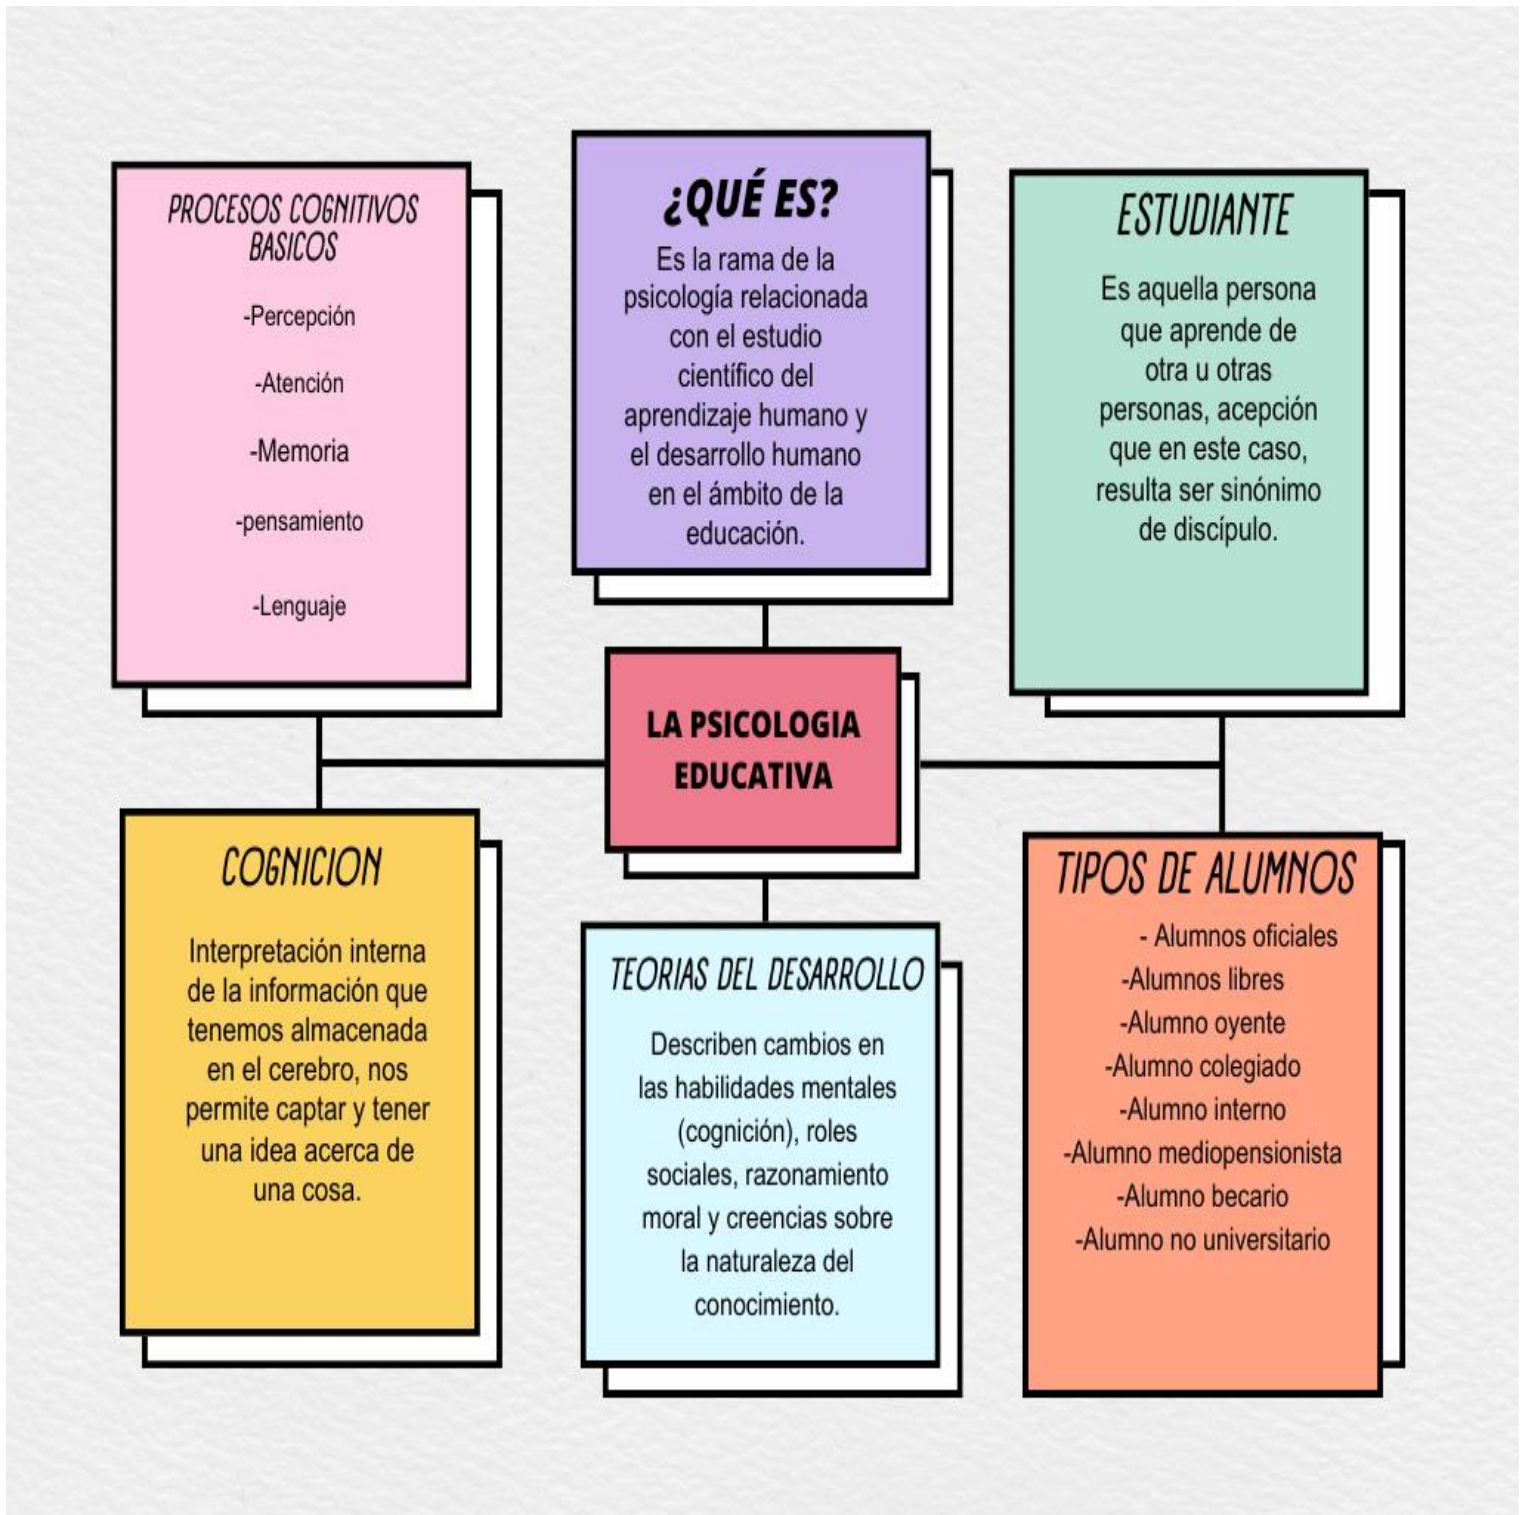 PROCESOS COGNITIVOS
BASICOS
-Percepción
-Atención
-Memoria
-pensamiento
-Lenguaje
¿QUÉ ES?
Es la rama de la
psicología relacionada
con el estudio
científico del
aprendizaje humano y
el desarrollo humano
en el ámbito de la
educación.
ESTUDIANTE
Es aquella persona
que aprende de
otra u otras
personas, acepción
que en este caso,
resulta ser sinónimo
de discípulo.
LA PSICOLOGIA
EDUCATIVA
COGNICION
Interpretación interna
de la información que
tenemos almacenada
en el cerebro, nos
permite captar y tener
una idea acerca de
una cosa.
TEORIAS DEL DESARROLLO
Describen cambios en
las habilidades mentales
(cognición), roles
sociales, razonamiento
moral y creencias sobre
la naturaleza del
conocimiento.
TIPOS DE ALUMNOS
- Alumnos oficiales
-Alumnos libres
-Alumno oyente
-Alumno colegiado
-Alumno interno
-Alumno mediopensionista
-Alumno becario
-Alumno no universitario